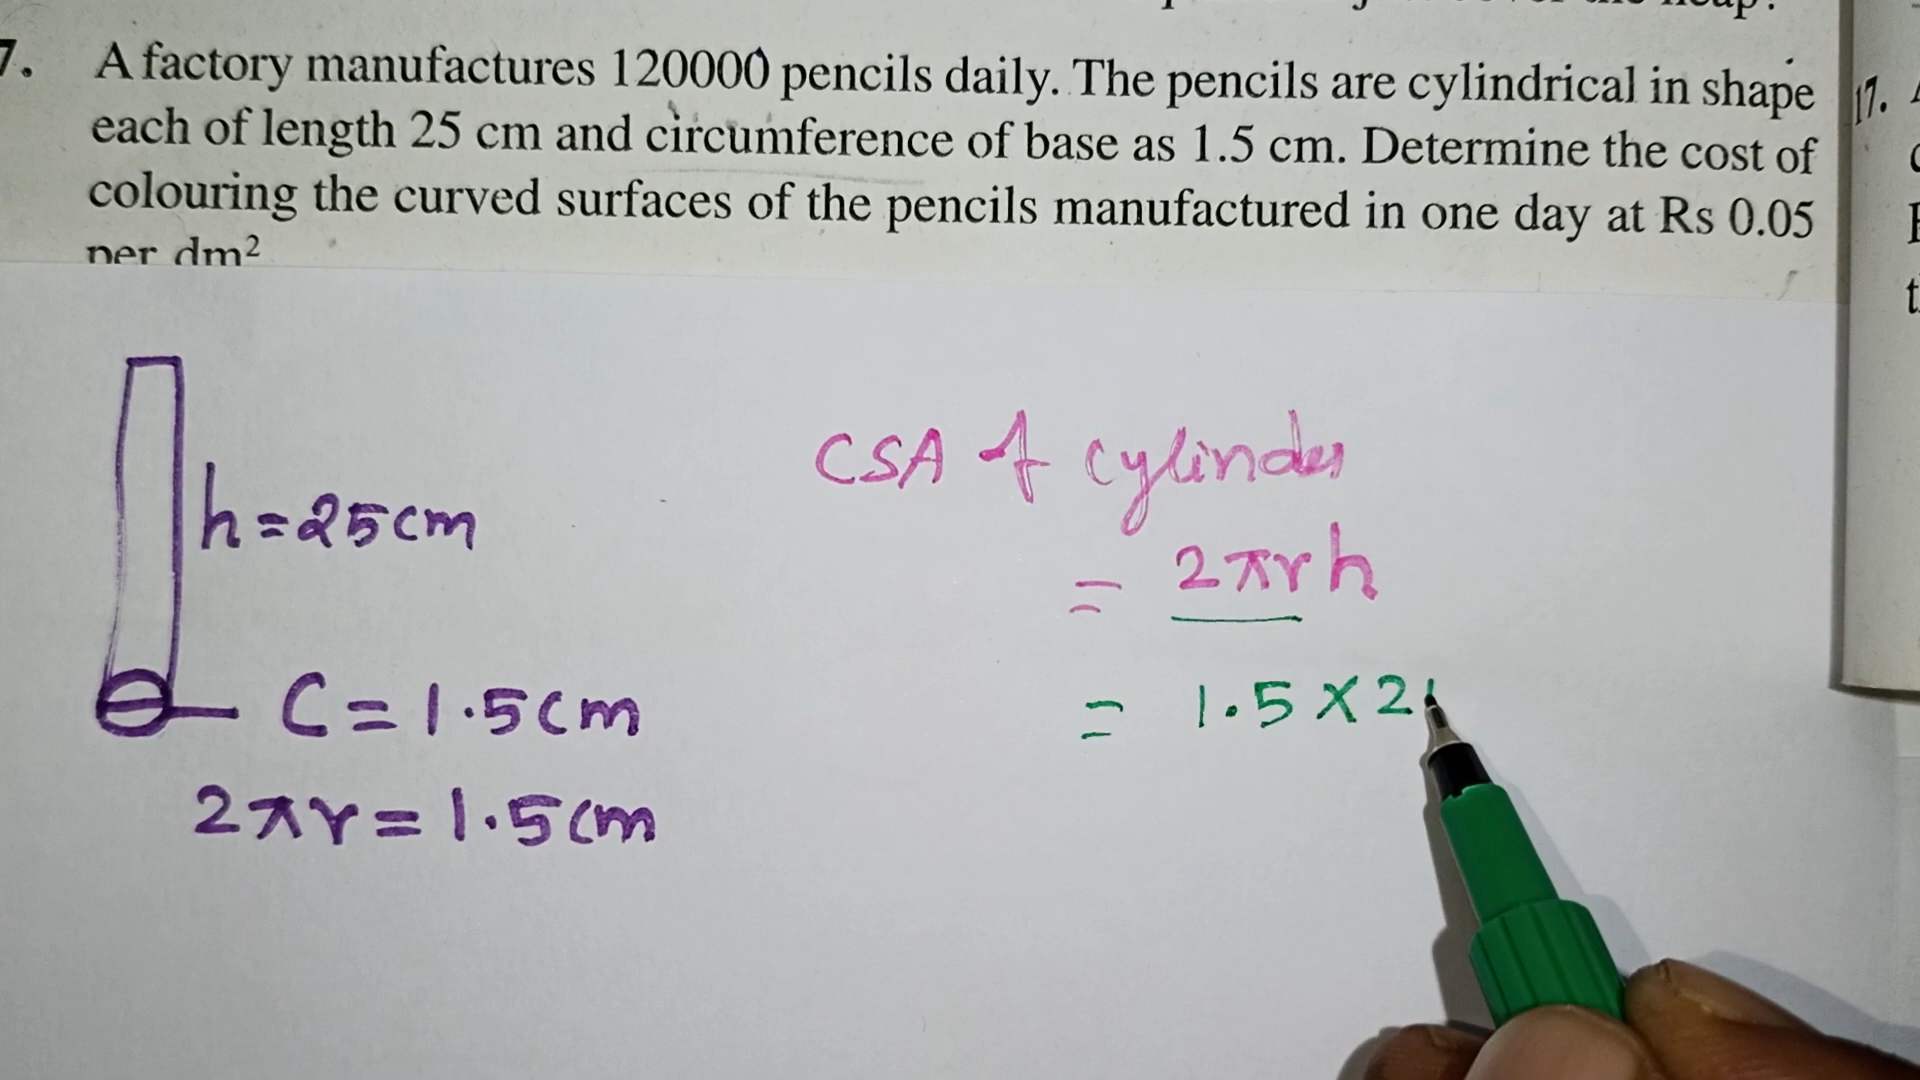 7. A factory manufactures 120000 pencils daily. The pencils are cylindrical in shape
each of length 25 cm and circumference of base as 1.5 cm. Determine the cost of
colouring the curved surfaces of the pencils manufactured in one day at Rs 0.05
per dm²
17.
h=25cm
C=1.5cm
2πr=1.5cm
CSA of cylinder
= 2πrh
= 1.5×2